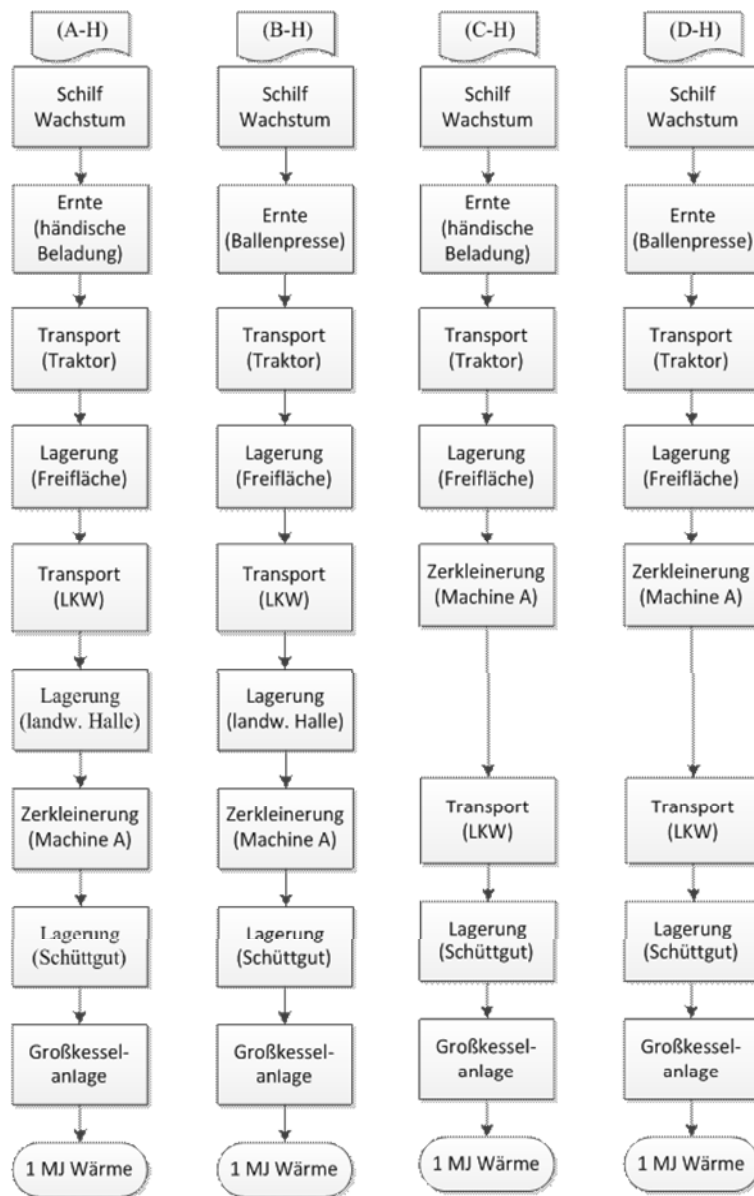 (A-H)
Schilf
Wachstum
Ernte
(händische
Beladung)
Transport
(Traktor)
Lagerung
(Freifläche)
Transport
(LKW)
Lagerung
(landw. Halle)
Zerkleinerung
(Machine A)
Lagerung
(Schüttgut)
Großkessel-
anlage
1 MJ Wärme
(B-H)
Schilf
Wachstum
Ernte
(Ballenpresse)
Transport
(Traktor)
Lagerung
(Freifläche)
Transport
(LKW)
Lagerung
(landw. Halle)
Zerkleinerung
(Machine A)
Lagerung
(Schüttgut)
Großkessel-
anlage
1 MJ Wärme
(C-H)
Schilf
Wachstum
Ernte
(händische
Beladung)
Transport
(Traktor)
Lagerung
(Freifläche)
Zerkleinerung
(Machine A)
Transport
(LKW)
Lagerung
(Schüttgut)
Großkessel-
anlage
1 MJ Wärme
(D-H)
Schilf
Wachstum
Ernte
(Ballenpresse)
Transport
(Traktor)
Lagerung
(Freifläche)
Zerkleinerung
(Machine A)
Transport
(LKW)
Lagerung
(Schüttgut)
Großkessel-
anlage
1 MJ Wärme